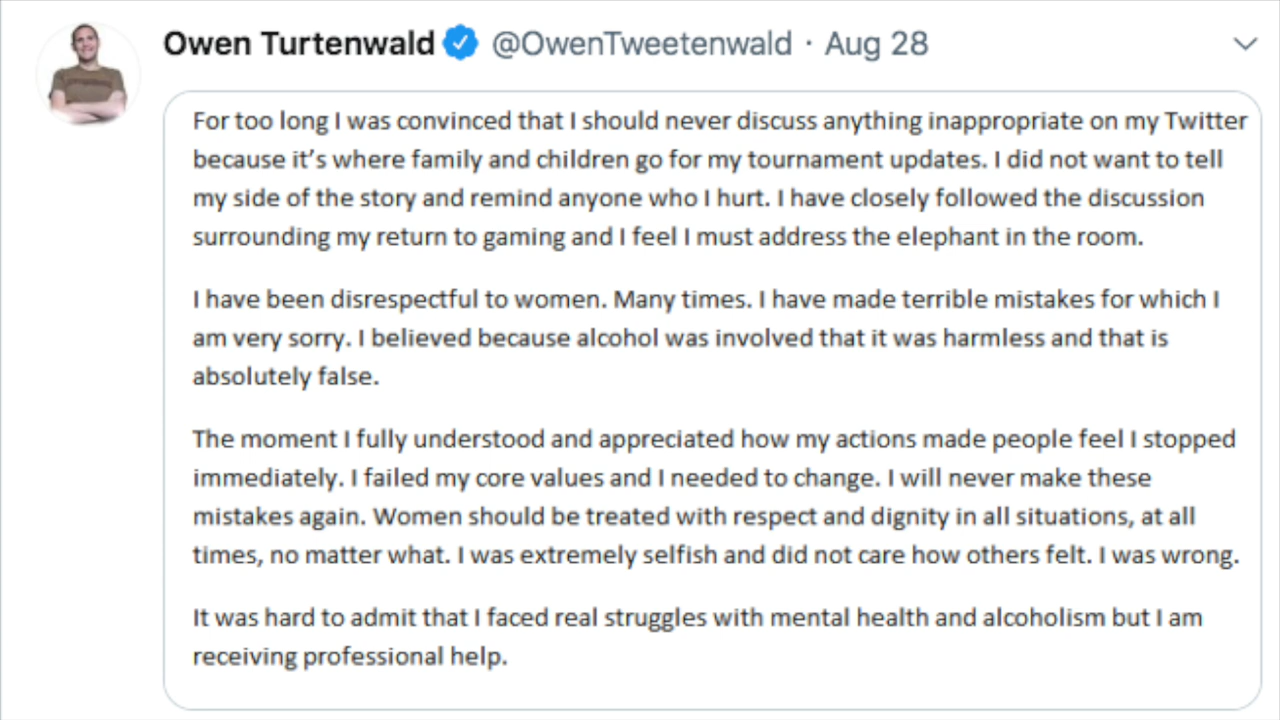 Owen Turtenwald @OwenTweetenwald · Aug 28
For too long I was convinced that I should never discuss anything inappropriate on my Twitter
because it’s where family and children go for my tournament updates. I did not want to tell
my side of the story and remind anyone who I hurt. I have closely followed the discussion
surrounding my return to gaming and I feel I must address the elephant in the room.
I have been disrespectful to women. Many times. I have made terrible mistakes for which I
am very sorry. I believed because alcohol was involved that it was harmless and that is
absolutely false.
The moment I fully understood and appreciated how my actions made people feel I stopped
immediately. I failed my core values and I needed to change. I will never make these
mistakes again. Women should be treated with respect and dignity in all situations, at all
times, no matter what. I was extremely selfish and did not care how others felt. I was wrong.
It was hard to admit that I faced real struggles with mental health and alcoholism but I am
receiving professional help.